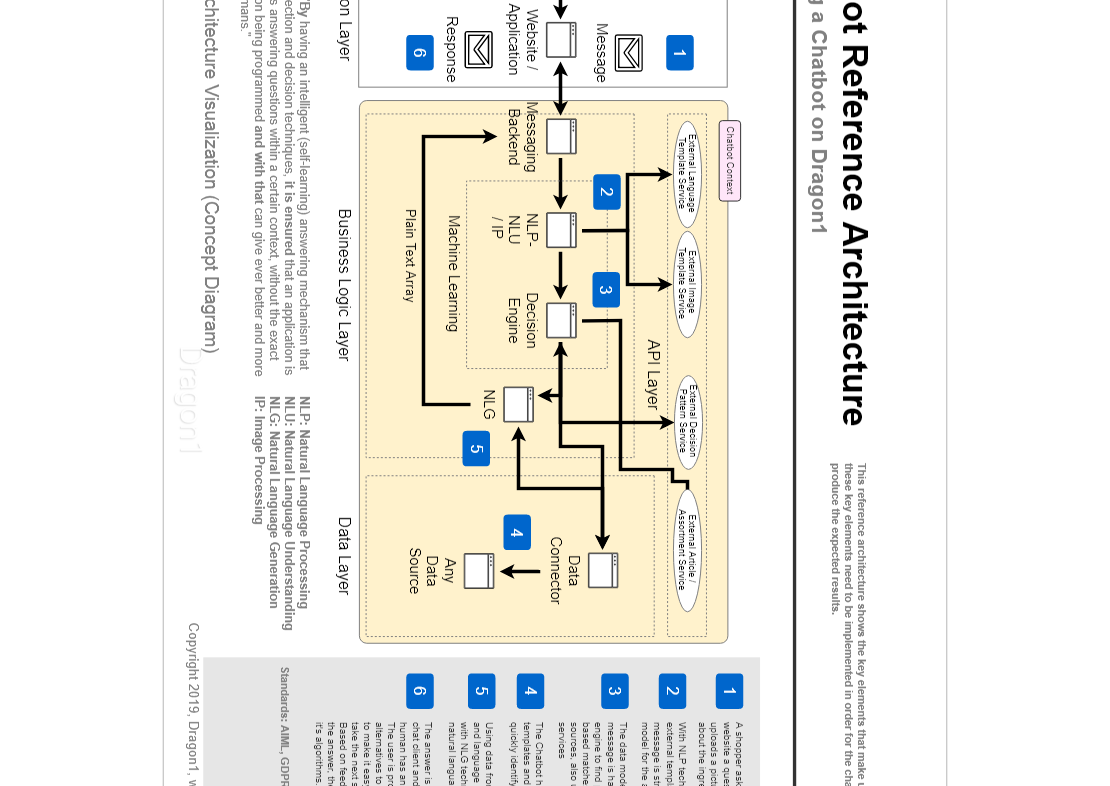 ot Reference Architecture
g a Chatbot on Dragon1
This reference architecture shows the key elements that make
these key elements need to be implemented in order for the cha
produce the expected results.
on Layer
1
Message
Website /
Application
Response
6
Chatbot Context
External Language
Template Service
External Image
Template Service
External Decision
Pattern Service
External Article /
Assortment Service
API Layer
Messaging
Backend
2
NLP-
NLU
/ IP
3
Decision
Engine
Machine Learning
Plain Text Array
NLG
5
4
Data
Connector
Any
Data
Source
Business Logic Layer
Data Layer
"By having an intelligent (self-learning) answering mechanism that
ection and decision techniques, it is ensured that an application is
s answering questions within a certain context, without the exact
on being programmed and with that can give ever better and more
mans."
NLP: Natural Language Processing
NLU: Natural Language Understanding
NLG: Natural Language Generation
IP: Image Processing
chitecture Visualization (Concept Diagram)
Dragon1
Copyright 2019, Dragon1, w
1
A shopper ask
website a ques
uploads a pict
about the ingre
2
With NLP tech
external templ
message is str
model for the a
3
The data mode
message is ha
engine to find
based matche
sources, also
services
4
The Chatbot h
templates and
quickly identify
5
Using data fron
and language
with NLG techn
natural langua
6
The answer is
chat client and
human has an
The user is pro
alternatives to
to make it easy
take the next s
Based on feed
the answer, the
it's algorithms.
Standards: AIML, GDPR